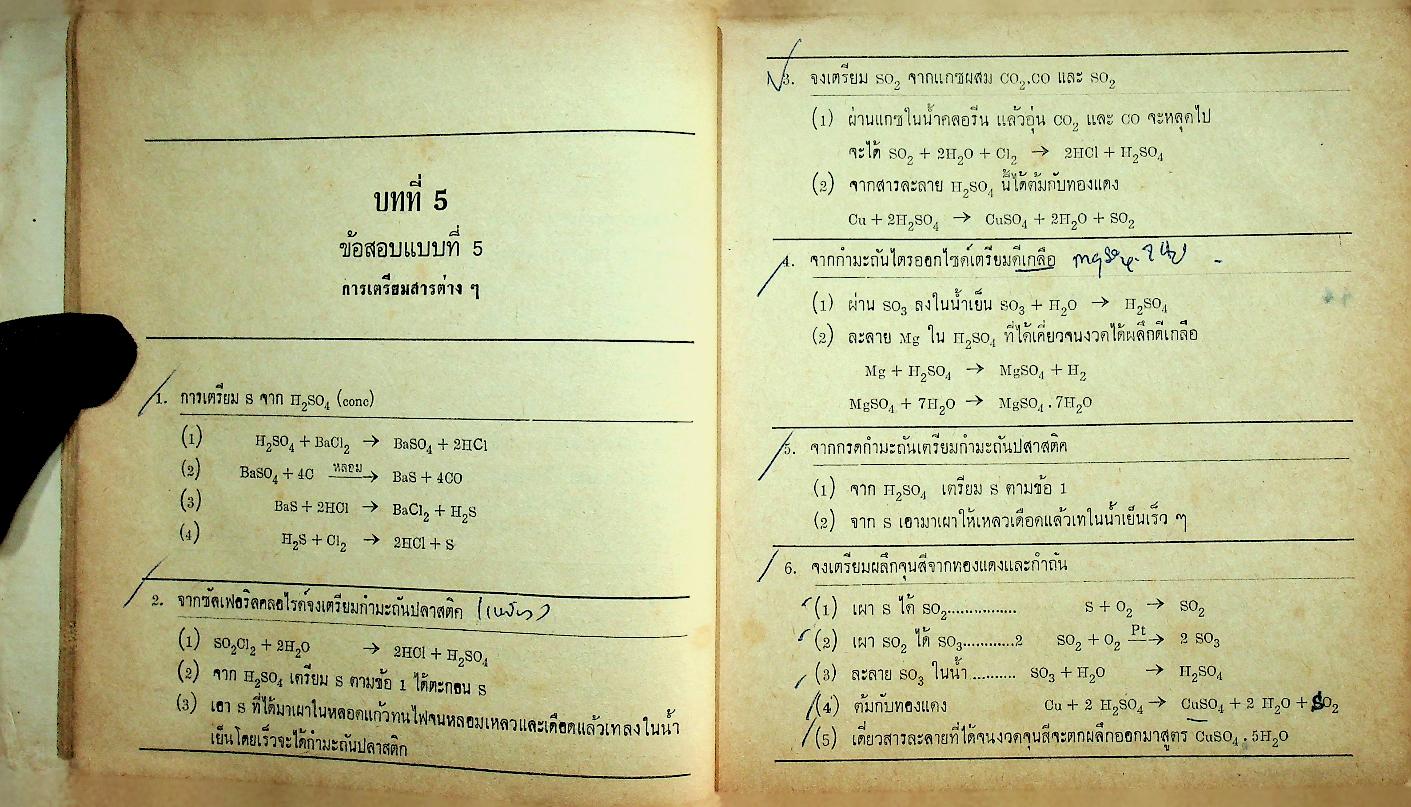 บทที่ 5
ข้อสอบแบบที่ 5
การเตรียมสารต่าง ๆ
1. การเตรียม S จาก H₂SO₄ (conc)
(1) H₂SO₄ + BaCl₂ → BaSO₄ + 2HCl
(2) BaSO₄ + 4C หลอม→ BaS + 4CO
(3) BaS + 2HCl → BaCl₂ + H₂S
(4) H₂S + Cl₂ → 2HCl + S
2. จากซัลเฟอริลคลอไรด์จงเตรียมกำมะถันปลาสติค
(1) SO₂Cl₂ + 2H₂O → 2HCl + H₂SO₄
(2) จาก H₂SO₄ เตรียม S ตามข้อ 1 ได้ตะกอน S
(3) เอา S ที่ได้มาเผาในหลอดแก้วทนไฟจนหลอมเหลวและเดือดแล้วเทลงในน้ำ
เย็นโดยเร็วจะได้กำมะถันปลาสติก
3. จงเตรียม SO₂ จากแกซผสม CO₂.CO และ SO₂
(1) ผ่านแกซในน้ำคลอรีน แล้วอุ่น CO₂ และ CO จะหลุดไป
จะได้ SO₂ + 2H₂O + Cl₂ → 2HCl + H₂SO₄
(2) จากสารละลาย H₂SO₄ นี้ได้ต้มกับทองแดง
Cu + 2H₂SO₄ → CuSO₄ + 2H₂O + SO₂
4. จากกำมะถันไตรออกไซด์เตรียมดีเกลือ MgSO₄.7H₂O
(1) ผ่าน SO₃ ลงในน้ำเย็น SO₃ + H₂O → H₂SO₄
(2) ละลาย Mg ใน H₂SO₄ ที่ได้เคี่ยวจนงวดได้ผลึกดีเกลือ
Mg + H₂SO₄ → MgSO₄ + H₂
MgSO₄ + 7H₂O → MgSO₄.7H₂O
5. จากกรดกำมะถันเตรียมกำมะถันปสาสติค
(1) จาก H₂SO₄ เตรียม S ตามข้อ 1
(2) จาก S เอามาเผาให้เหลวเดือดแล้วเทในน้ำเย็นเร็ว ๆ
6. จงเตรียมผลึกจุนสีจากทองแดงและกำถัน
(1) เผา S ได้ SO₂................ S + O₂ → SO₂
(2) เผา SO₂ ได้ SO₃............2 SO₂ + O₂ Pt→ 2 SO₃
(3) ละลาย SO₃ ในน้ำ.......... SO₃ + H₂O → H₂SO₄
(4) ต้มกับทองแดง Cu + 2 H₂SO₄ → CuSO₄ + 2 H₂O + SO₂
(5) เคี่ยวสารละลายที่ได้จนงวดจุนสีจะตกผลึกออกมาสูตร CuSO₄.5H₂O